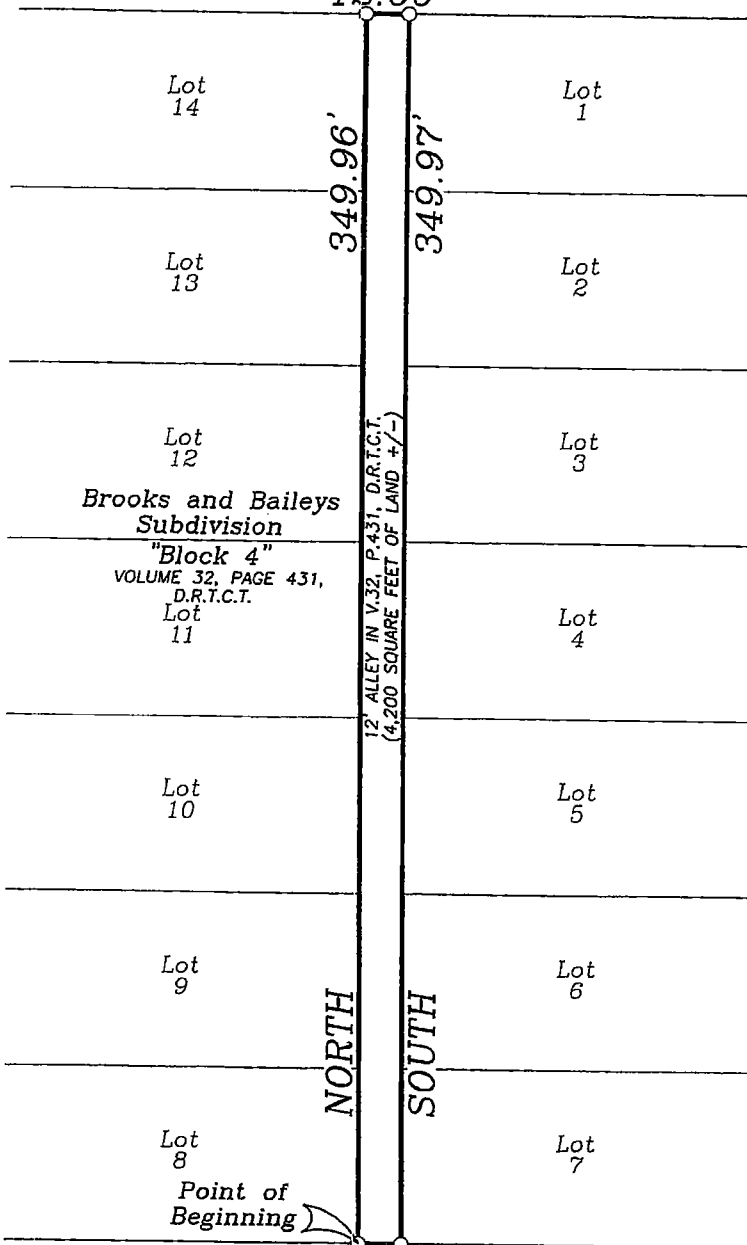 Lot
14
Lot
1
349.96'
349.97'
Lot
13
Lot
2
Lot
12
Lot
3
Brooks and Baileys
Subdivision
"Block 4"
VOLUME 32, PAGE 431,
D.R.T.C.T.
12' ALLEY IN V.32, P.431, D.R.T.C.T.
(4,200 SQUARE FEET OF LAND +/-)
Lot
11
Lot
4
Lot
10
Lot
5
Lot
9
Lot
6
NORTH
SOUTH
Lot
8
Lot
7
Point of
Beginning